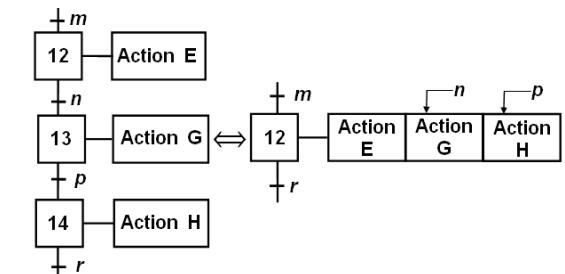 m
12
Action E
n
13
Action G
p
14
Action H
r
⇔
m
12
r
Action
E
n
Action
G
p
Action
H